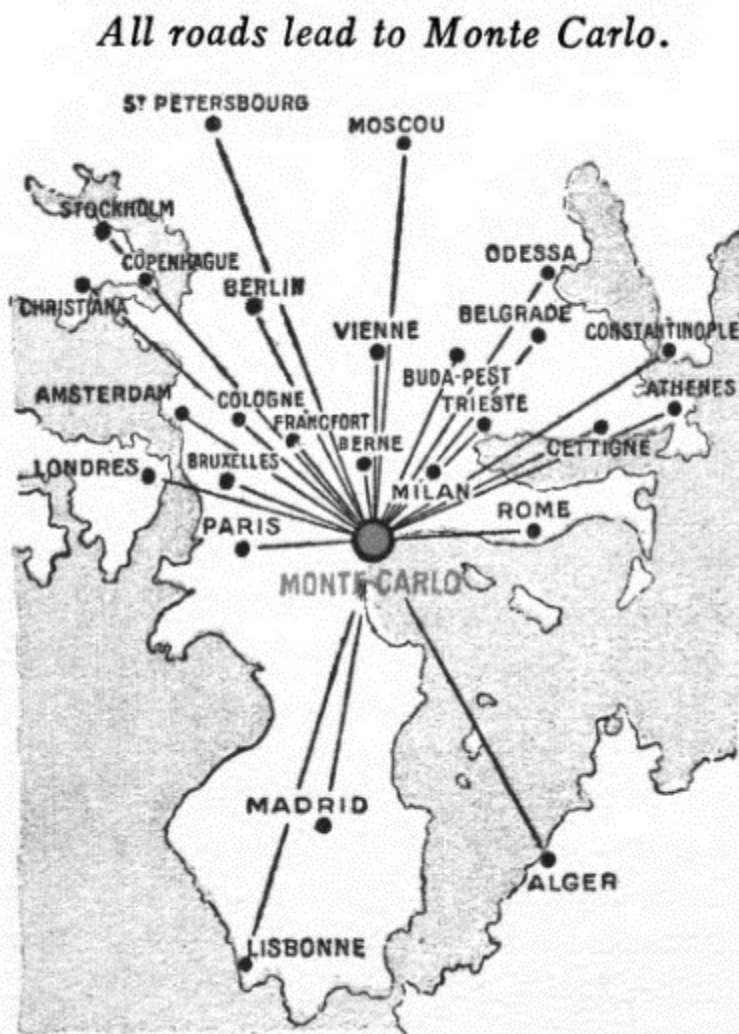 All roads lead to Monte Carlo.
ST PETERSBOURG
MOSCOU
STOCKHOLM
COPENHAGUE
CHRISTIANA
BERLIN
ODESSA
BELGRADE
VIENNE
CONSTANTINOPLE
BUDA-PEST
AMSTERDAM
COLOGNE
TRIESTE
ATHENES
FRANCFORT
BERNE
CETTIGNE
LONDRES
BRUXELLES
MILAN
PARIS
ROME
MONTE-CARLO
MADRID
ALGER
LISBONNE